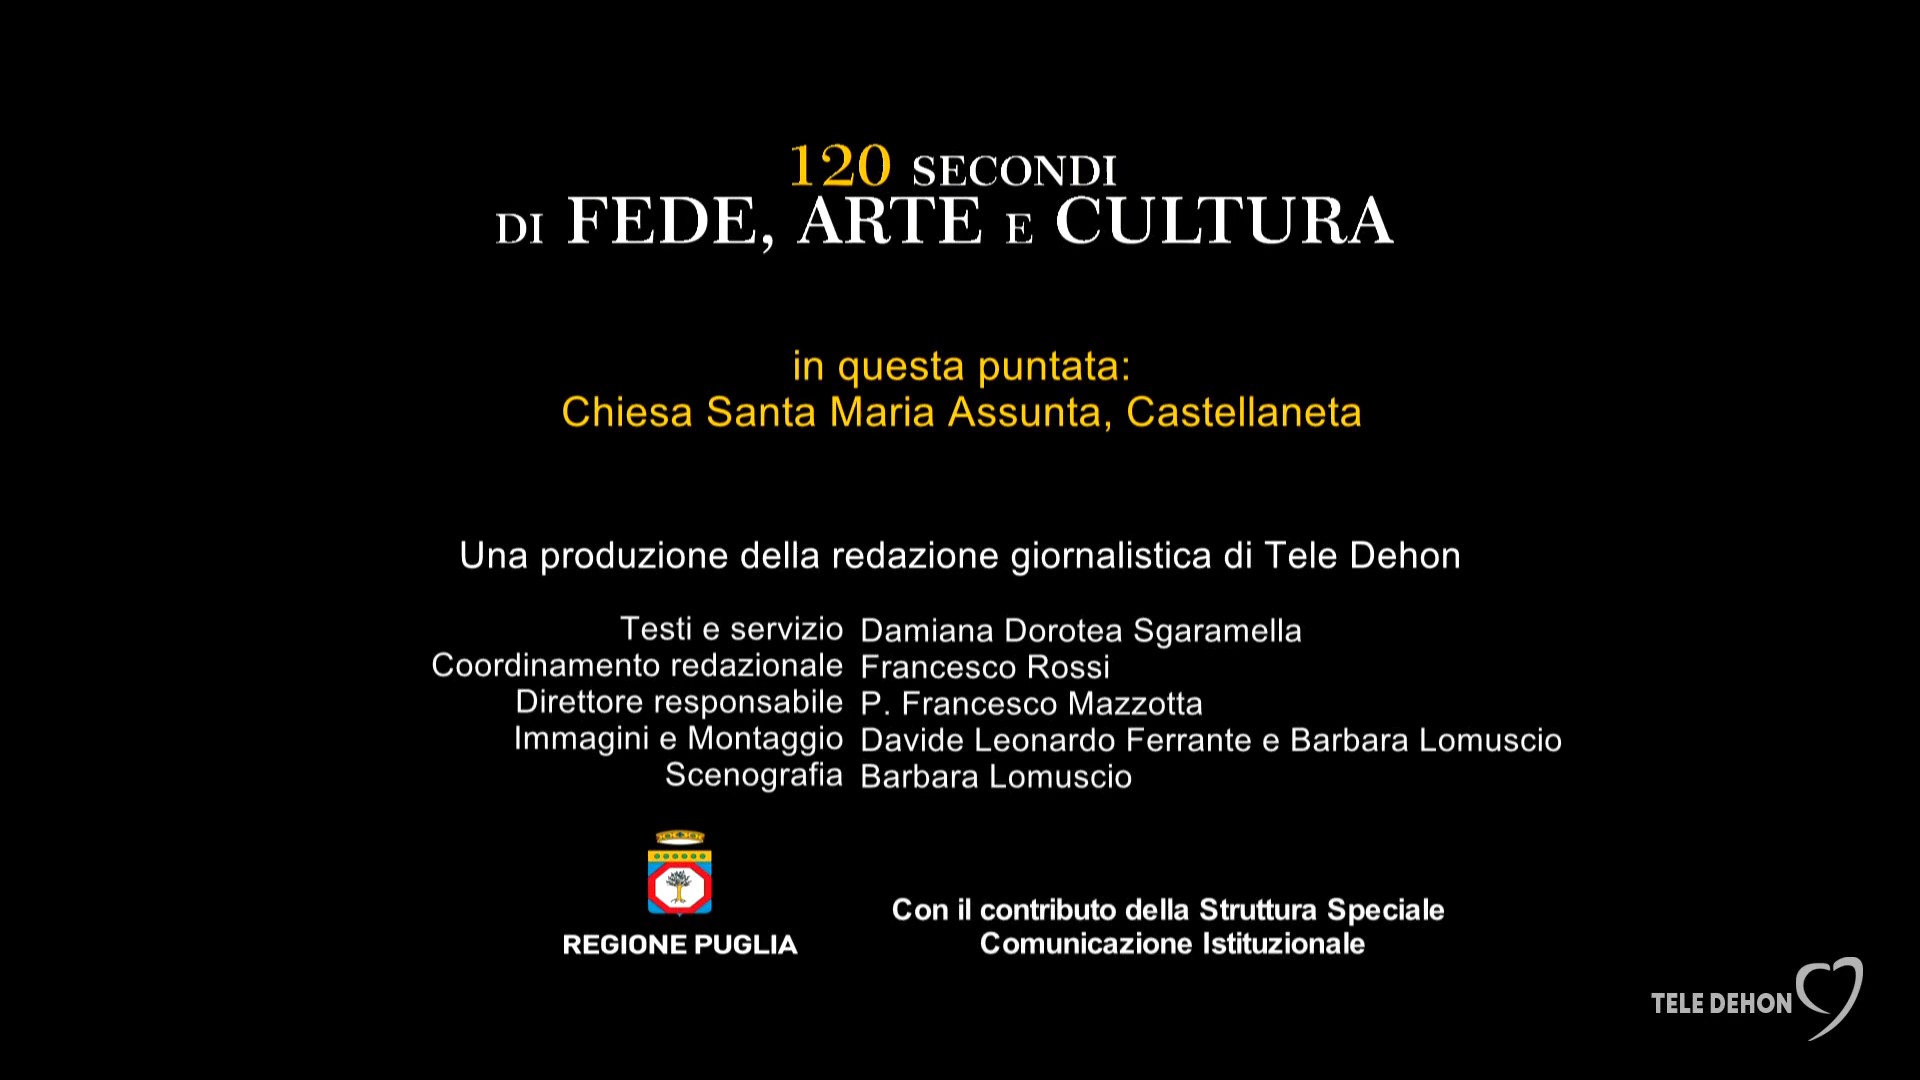 120 SECONDI
DI FEDE, ARTE E CULTURA
in questa puntata:
Chiesa Santa Maria Assunta, Castellaneta
Una produzione della redazione giornalistica di Tele Dehon
Testi e servizio Damiana Dorotea Sgaramella
Coordinamento redazionale Francesco Rossi
Direttore responsabile P. Francesco Mazzotta
Immagini e Montaggio Davide Leonardo Ferrante e Barbara Lomuscio
Scenografia Barbara Lomuscio
REGIONE PUGLIA
Con il contributo della Struttura Speciale
Comunicazione Istituzionale
TELE DEHON